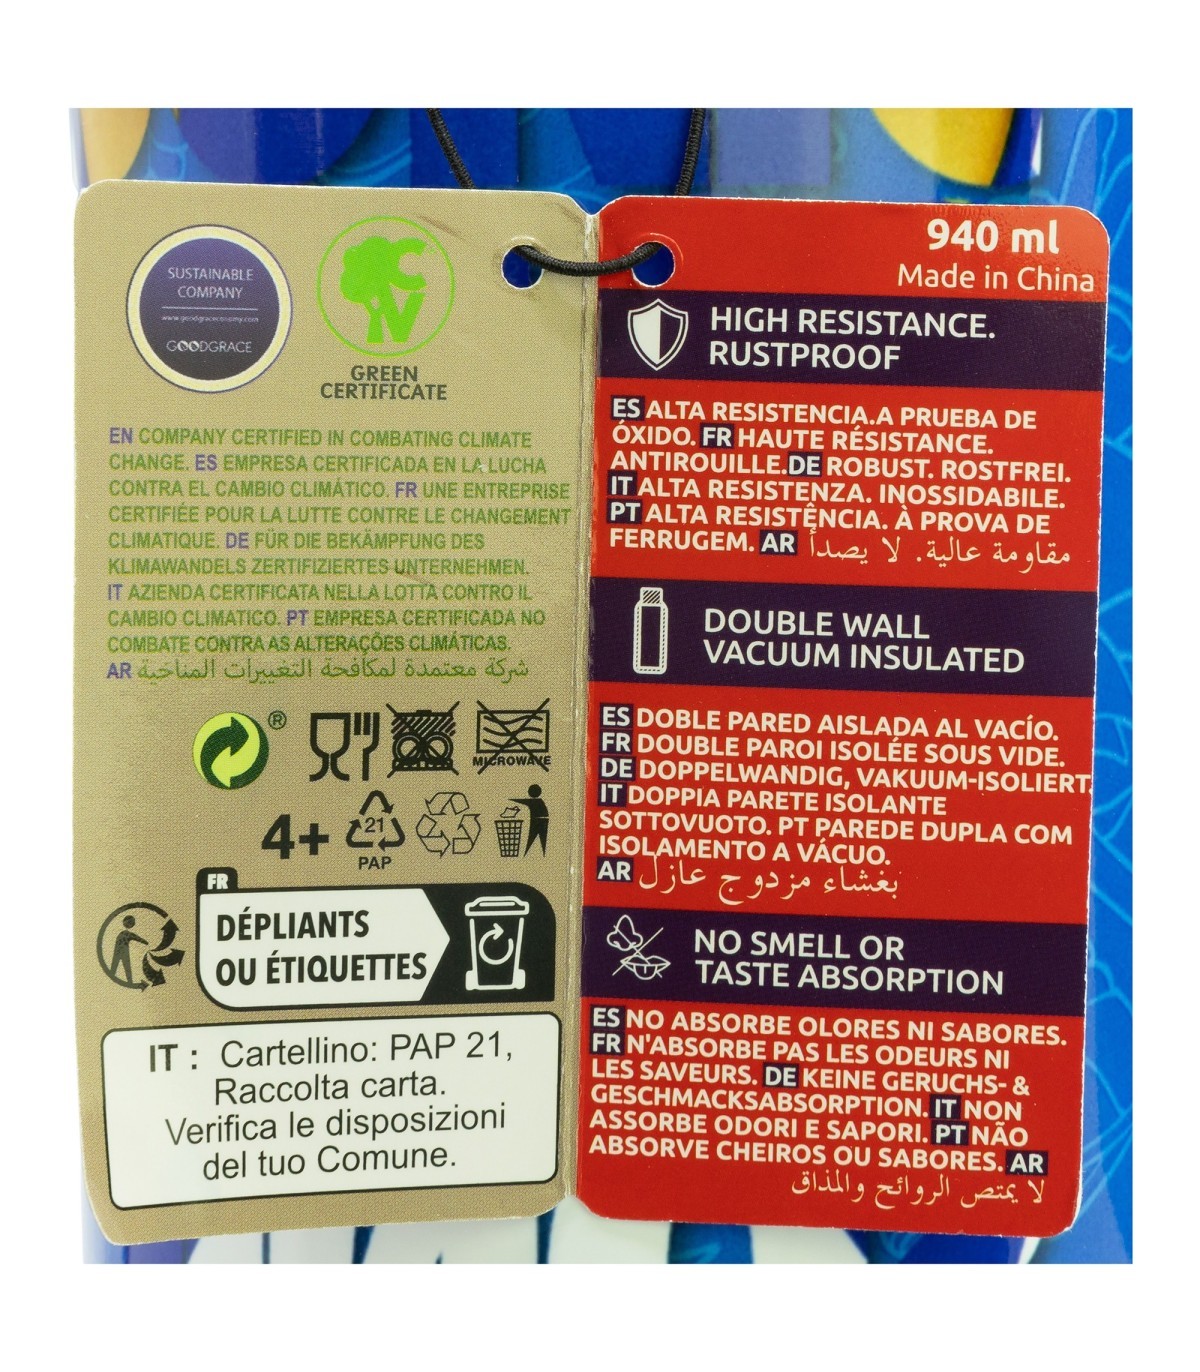 SUSTAINABLE
COMPANY
GOODGRACE
CV
GREEN
CERTIFICATE
EN COMPANY CERTIFIED IN COMBATING CLIMATE
CHANGE. ES EMPRESA CERTIFICADA EN LA LUCHA
CONTRA EL CAMBIO CLIMÁTICO. FR UNE ENTREPRISE
CERTIFIÉE POUR LA LUTTE CONTRE LE CHANGEMENT
CLIMATIQUE. DE FÜR DIE BEKÄMPFUNG DES
KLIMAWANDELS ZERTIFIZIERTES UNTERNEHMEN.
IT AZIENDA CERTIFICATA NELLA LOTTA CONTRO IL
CAMBIO CLIMATICO. PT EMPRESA CERTIFICADA NO
COMBATE CONTRA AS ALTERAÇÕES CLIMÁTICAS.
AR شركة معتمدة لمكافحة التغييرات المناخية
®
MICROWAVE
4+
21
PAP
FR
DÉPLIANTS
OU ÉTIQUETTES
IT : Cartellino: PAP 21,
Raccolta carta.
Verifica le disposizioni
del tuo Comune.
940 ml
Made in China
HIGH RESISTANCE.
RUSTPROOF
ES ALTA RESISTENCIA.A PRUEBA DE
ÓXIDO. FR HAUTE RÉSISTANCE.
ANTIROUILLE. DE ROBUST. ROSTFREI.
IT ALTA RESISTENZA. INOSSIDABILE.
PT ALTA RESISTÊNCIA. À PROVA DE
FERRUGEM. AR مقاومة عالية. لا يصدأ
DOUBLE WALL
VACUUM INSULATED
ES DOBLE PARED AISLADA AL VACÍO.
FR DOUBLE PAROI ISOLÉE SOUS VIDE.
DE DOPPELWANDIG, VAKUUM-ISOLIERT.
IT DOPPIA PARETE ISOLANTE
SOTTOVUOTO. PT PAREDE DUPLA COM
ISOLAMENTO A VÁCUO.
AR بغشاء مزدوج عازل
NO SMELL OR
TASTE ABSORPTION
ES NO ABSORBE OLORES NI SABORES.
FR N'ABSORBE PAS LES ODEURS NI
LES SAVEURS. DE KEINE GERUCHS- &
GESCHMACKSABSORPTION. IT NON
ASSORBE ODORI E SAPORI. PT NÃO
ABSORVE CHEIROS OU SABORES. AR
لا يمتص الروائح والمذاق